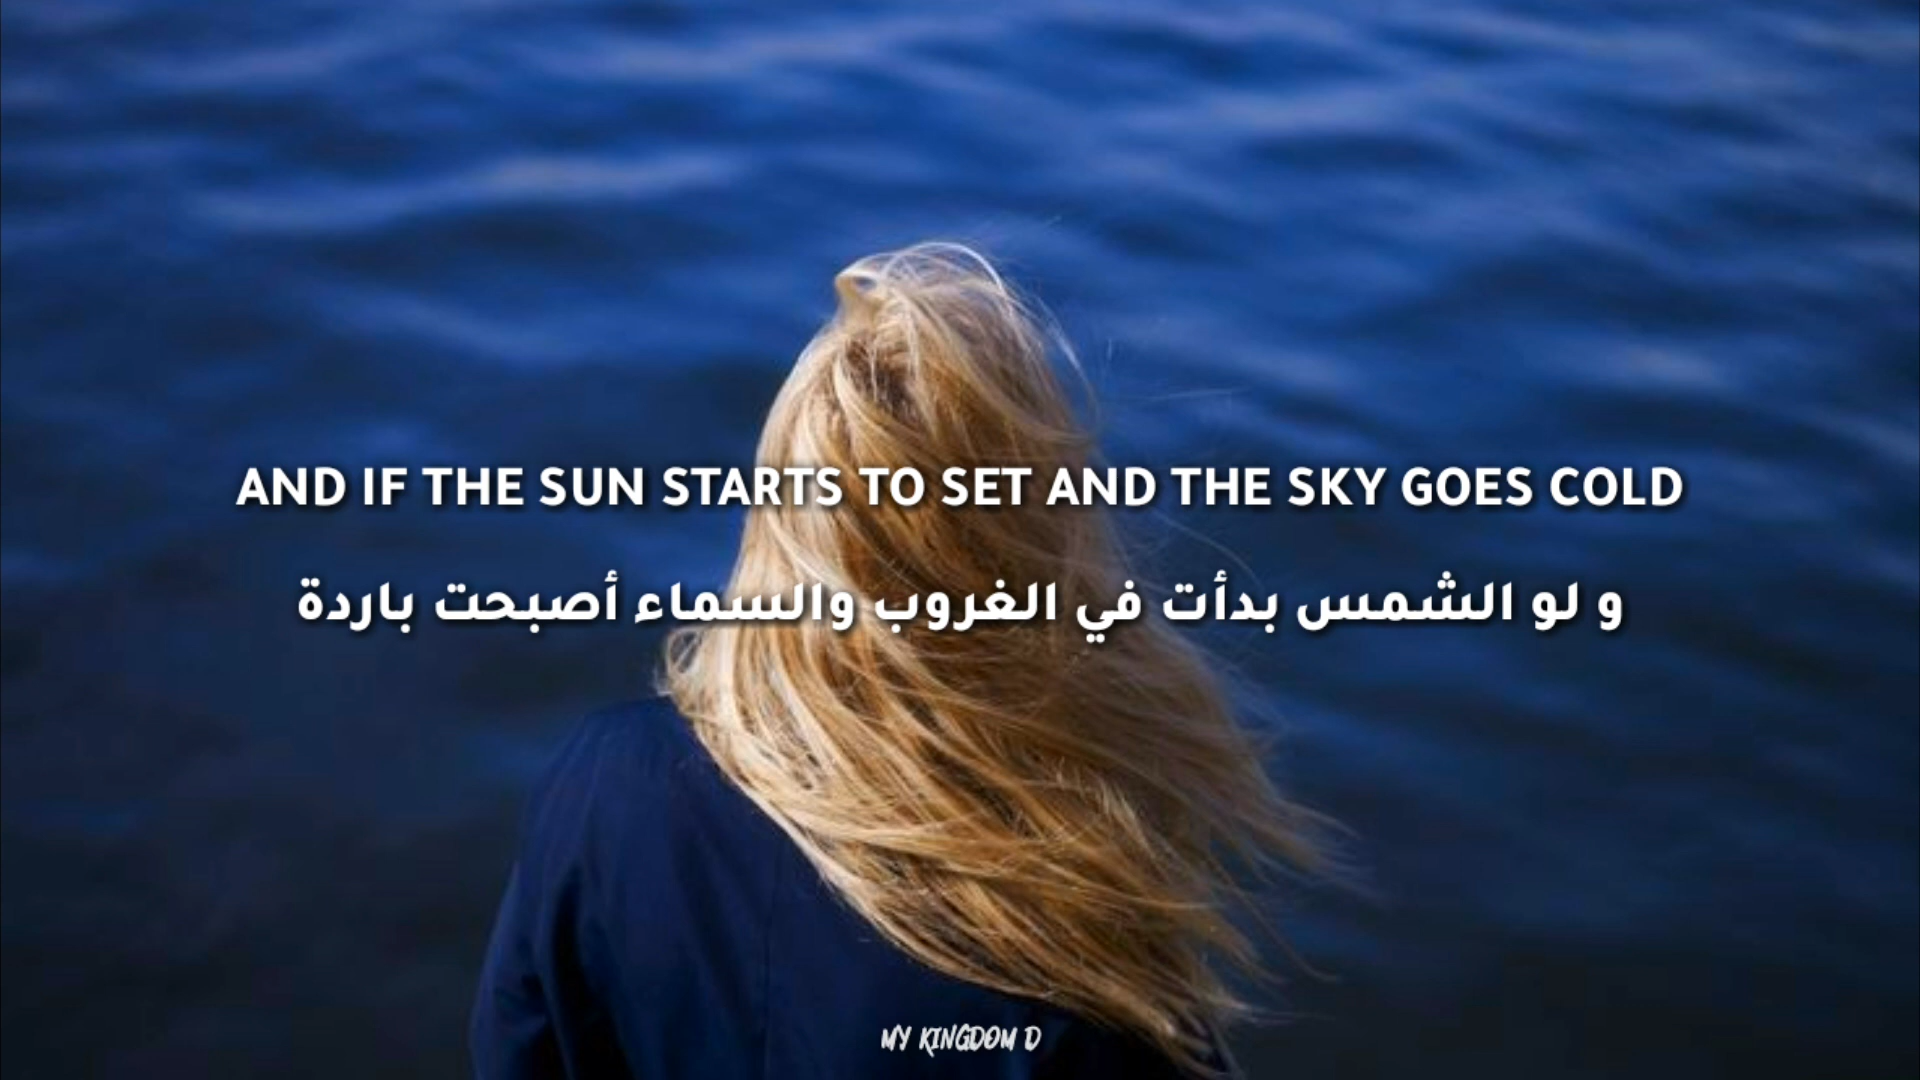 AND IF THE SUN STARTS TO SET AND THE SKY GOES COLD
و لو الشمس بدأت في الغروب والسماء أصبحت باردة
MY KINGDOM D